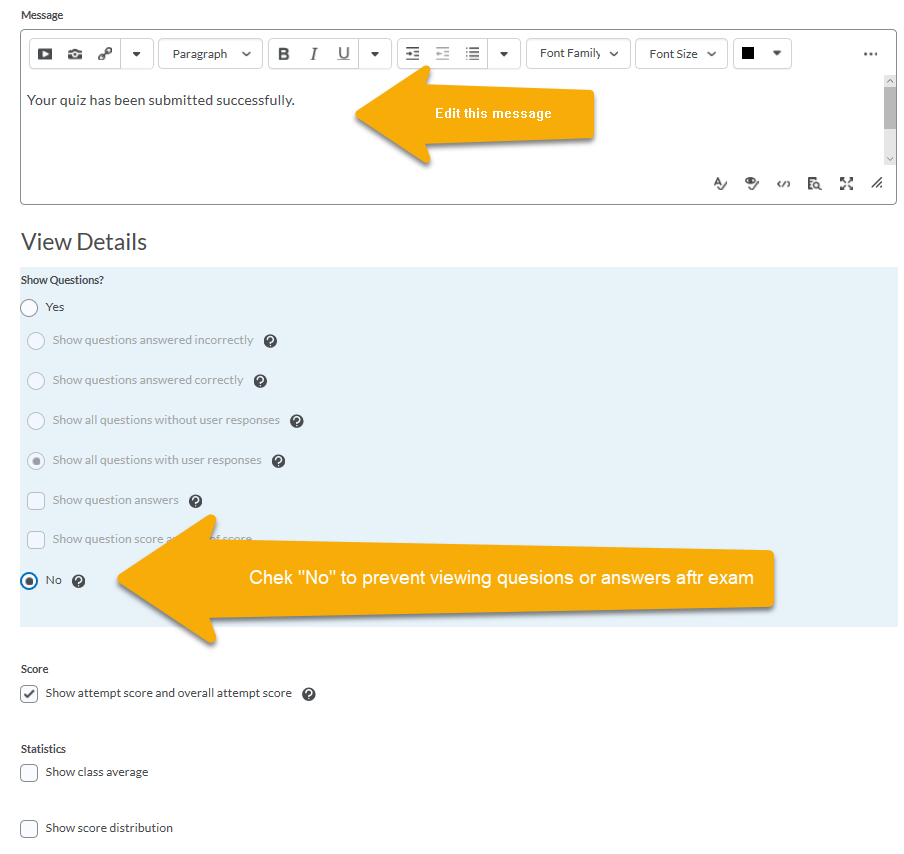 Message
Paragraph B I U Font Family Font Size
Your quiz has been submitted successfully.
Edit this message
View Details
Show Questions?
Yes
Show questions answered incorrectly
Show questions answered correctly
Show all questions without user responses
Show all questions with user responses
Show question answers
Show question score of score
No
Chek "No" to prevent viewing quesions or answers aftr exam
Score
Show attempt score and overall attempt score
Statistics
Show class average
Show score distribution